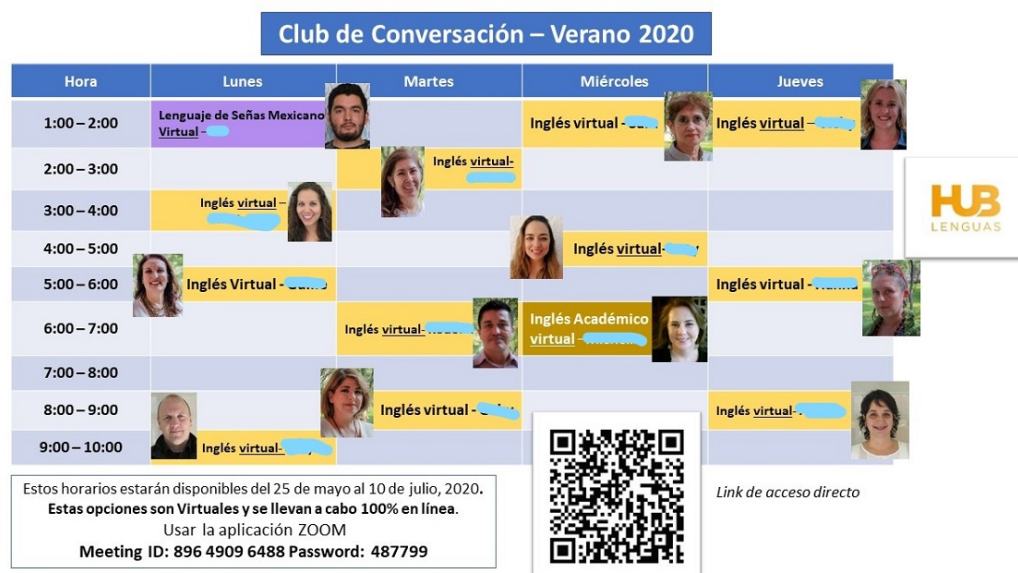 Club de Conversación – Verano 2020
Hora Lunes Martes Miércoles Jueves
1:00 – 2:00
Lenguaje de Señas Mexicano
Virtual –
Inglés virtual -
Inglés virtual –
2:00 – 3:00
Inglés virtual-
3:00 – 4:00
Inglés virtual –
4:00 – 5:00
Inglés virtual-
5:00 – 6:00
Inglés Virtual -
Inglés virtual -
6:00 – 7:00
Inglés virtual-
Inglés Académico
virtual –
7:00 – 8:00
8:00 – 9:00
Inglés virtual -
Inglés virtual-
9:00 – 10:00
Inglés virtual-
HUB
LENGUAS
Estos horarios estarán disponibles del 25 de mayo al 10 de julio, 2020.
Estas opciones son Virtuales y se llevan a cabo 100% en línea.
Usar la aplicación ZOOM
Meeting ID: 896 4909 6488 Password: 487799
Link de acceso directo